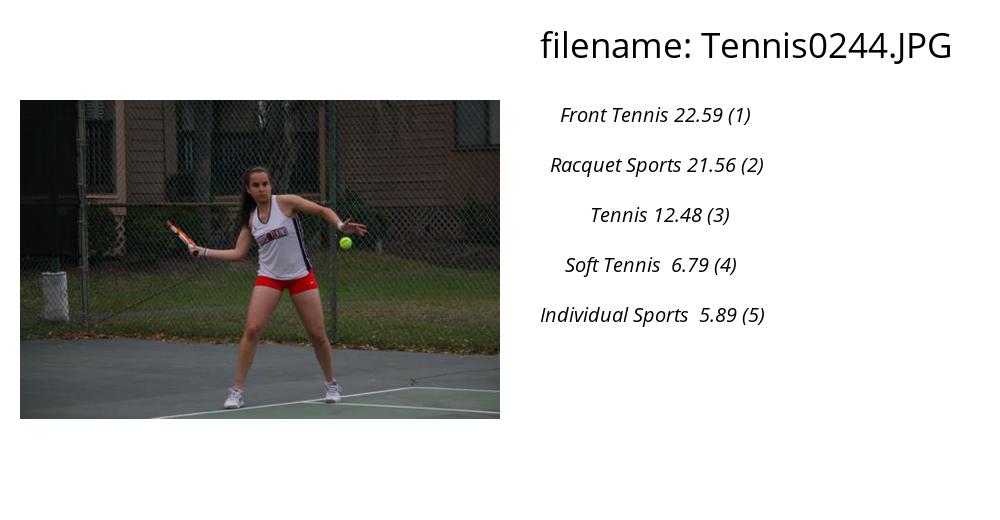 filename: Tennis0244.JPG
Front Tennis 22.59 (1)
Racquet Sports 21.56 (2)
Tennis 12.48 (3)
Soft Tennis 6.79 (4)
Individual Sports 5.89 (5)